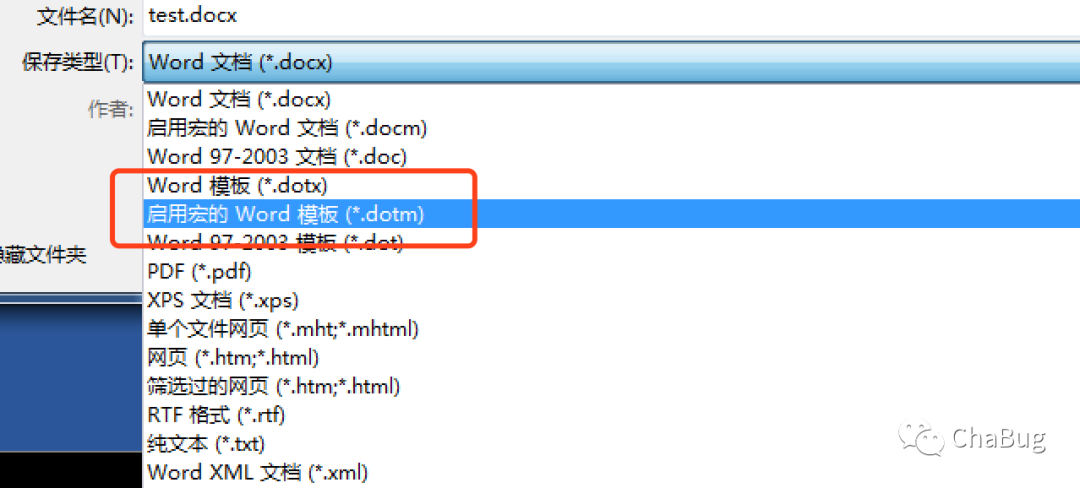 文件名(N): test.docx
保存类型(T): Word 文档 (*.docx)
作者:
Word 文档 (*.docx)
启用宏的 Word 文档 (*.docm)
Word 97-2003 文档 (*.doc)
Word 模板 (*.dotx)
启用宏的 Word 模板 (*.dotm)
Word 97-2003 模板 (*.dot)
隐藏文件夹
PDF (*.pdf)
XPS 文档 (*.xps)
单个文件网页 (*.mht;*.mhtml)
网页 (*.htm;*.html)
筛选过的网页 (*.htm;*.html)
RTF 格式 (*.rtf)
纯文本 (*.txt)
ChaBug
Word XML 文档 (*.xml)